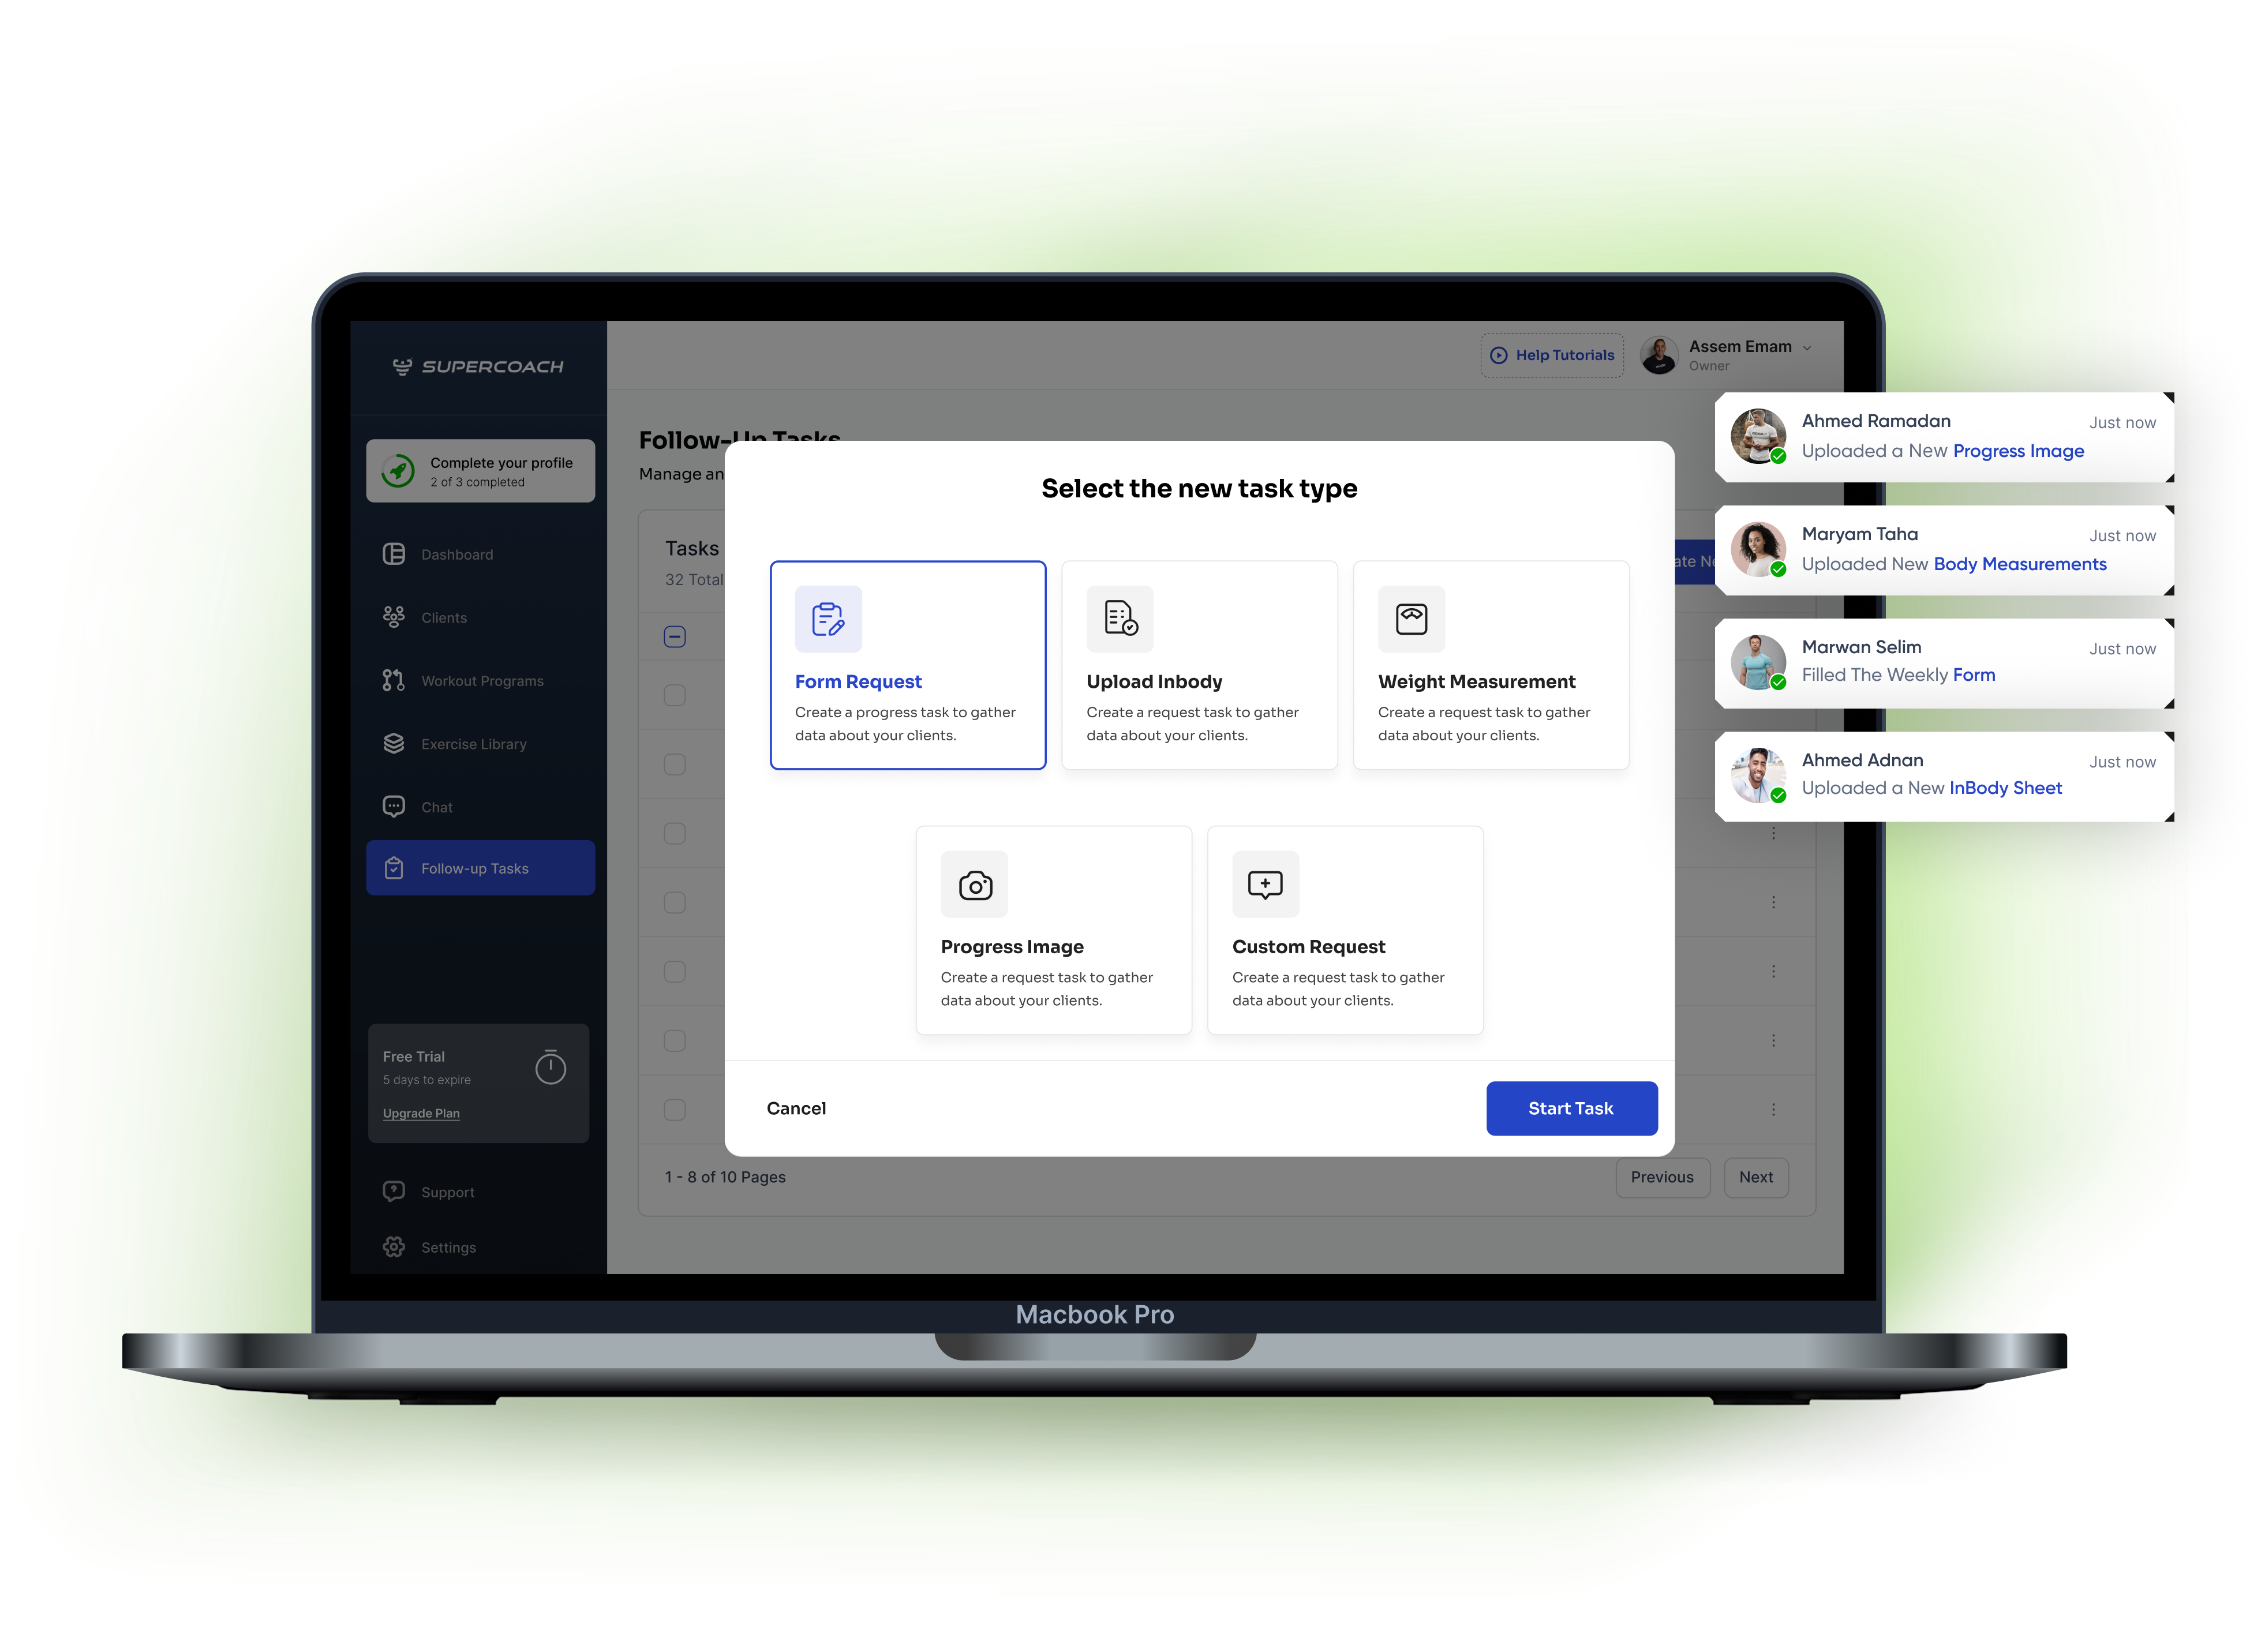 SUPERCOACH
Help Tutorials
Assem Emam
Owner
Complete your profile
2 of 3 completed
Dashboard
Clients
Workout Programs
Exercise Library
Chat
Follow-up Tasks
Free Trial
5 days to expire
Upgrade Plan
Support
Settings
Follow-Up Tasks
Manage an
Tasks
32 Total
Select the new task type
Form Request
Create a progress task to gather
data about your clients.
Upload Inbody
Create a request task to gather
data about your clients.
Weight Measurement
Create a request task to gather
data about your clients.
Progress Image
Create a request task to gather
data about your clients.
Custom Request
Create a request task to gather
data about your clients.
Cancel
Start Task
1 - 8 of 10 Pages
Previous
Next
Ahmed Ramadan
Just now
Uploaded a New Progress Image
Maryam Taha
Just now
Uploaded New Body Measurements
Marwan Selim
Just now
Filled The Weekly Form
Ahmed Adnan
Just now
Uploaded a New InBody Sheet
Macbook Pro